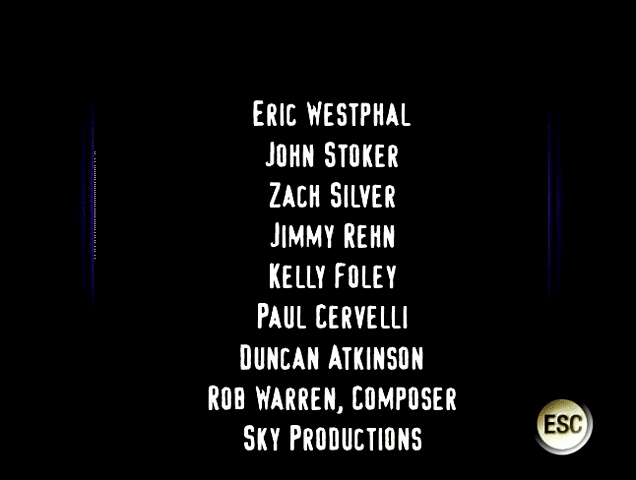 Eric Westphal
John Stoker
Zach Silver
Jimmy Rehn
Kelly Foley
Paul Cervelli
Duncan Atkinson
Rob Warren, Composer
Sky Productions
ESC